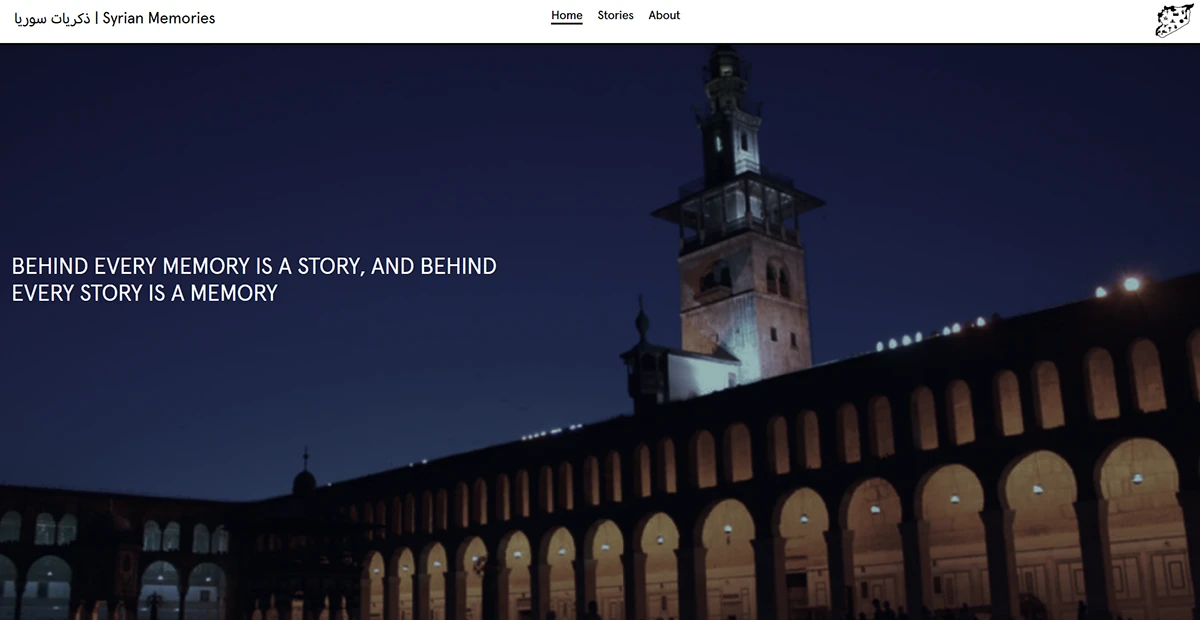 ذكريات سوريا | Syrian Memories
Home Stories About
BEHIND EVERY MEMORY IS A STORY, AND BEHIND
EVERY STORY IS A MEMORY